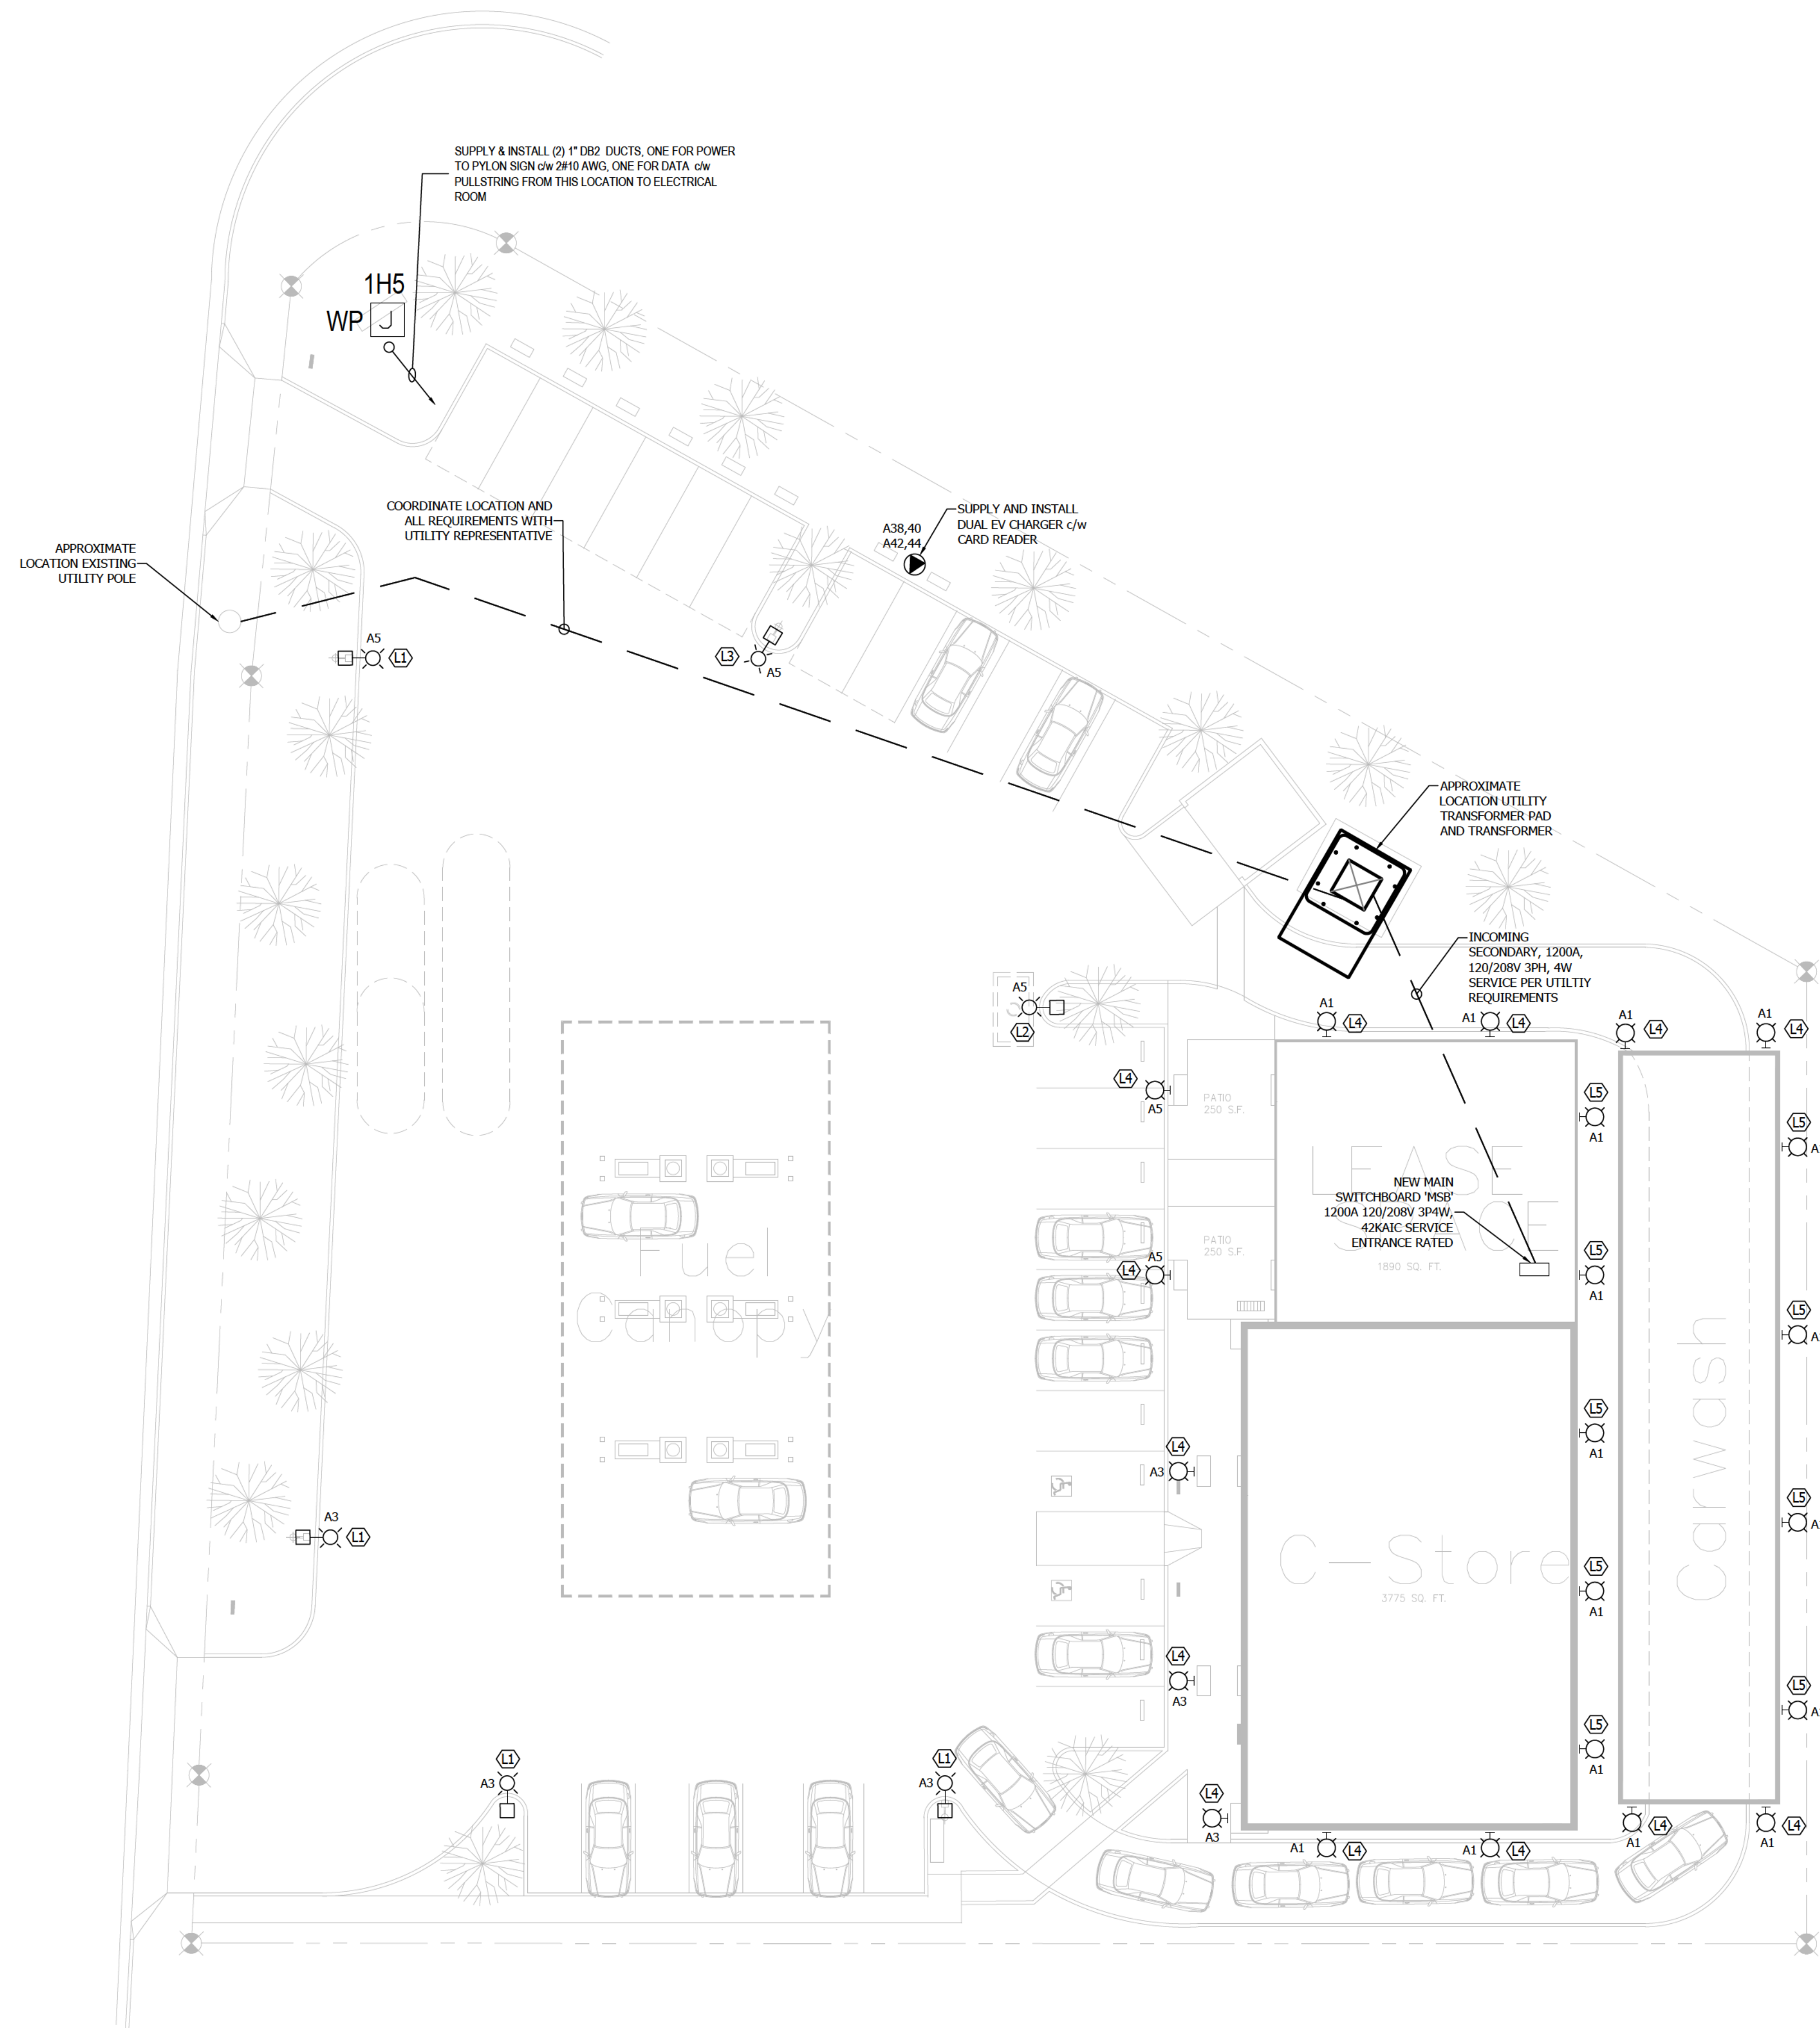 SUPPLY & INSTALL (2) 1" DB2 DUCTS, ONE FOR POWER
TO PYLON SIGN c/w 2#10 AWG, ONE FOR DATA c/w
PULLSTRING FROM THIS LOCATION TO ELECTRICAL
ROOM
1H5
WP J
COORDINATE LOCATION AND
ALL REQUIREMENTS WITH
UTILITY REPRESENTATIVE
A38,40
A42,44
SUPPLY AND INSTALL
DUAL EV CHARGER c/w
CARD READER
APPROXIMATE
LOCATION EXISTING
UTILITY POLE
A5
L1
L3
A5
APPROXIMATE
LOCATION UTILITY
TRANSFORMER PAD
AND TRANSFORMER
INCOMING
SECONDARY, 1200A,
120/208V 3PH, 4W
SERVICE PER UTILTIY
REQUIREMENTS
A5
L2
A1
L4
A1
L4
A1
L4
A1
L4
L4
A5
PATIO
250 S.F.
L5
A1
L5
A
LEASE
SPACE
1890 SQ. FT.
NEW MAIN
SWITCHBOARD 'MSB'
1200A 120/208V 3P4W,
42KAIC SERVICE
ENTRANCE RATED
PATIO
250 S.F.
A5
L4
L5
A1
L5
A
Fuel
Canopy
Carwash
L4
A3
L5
A1
L5
A
A3
L1
C-Store
3775 SQ. FT.
L5
A1
L4
A3
L5
A
L5
A1
L1
A3
L1
A3
L4
A3
A1
L4
A1
L4
L4
A1
L4
A1